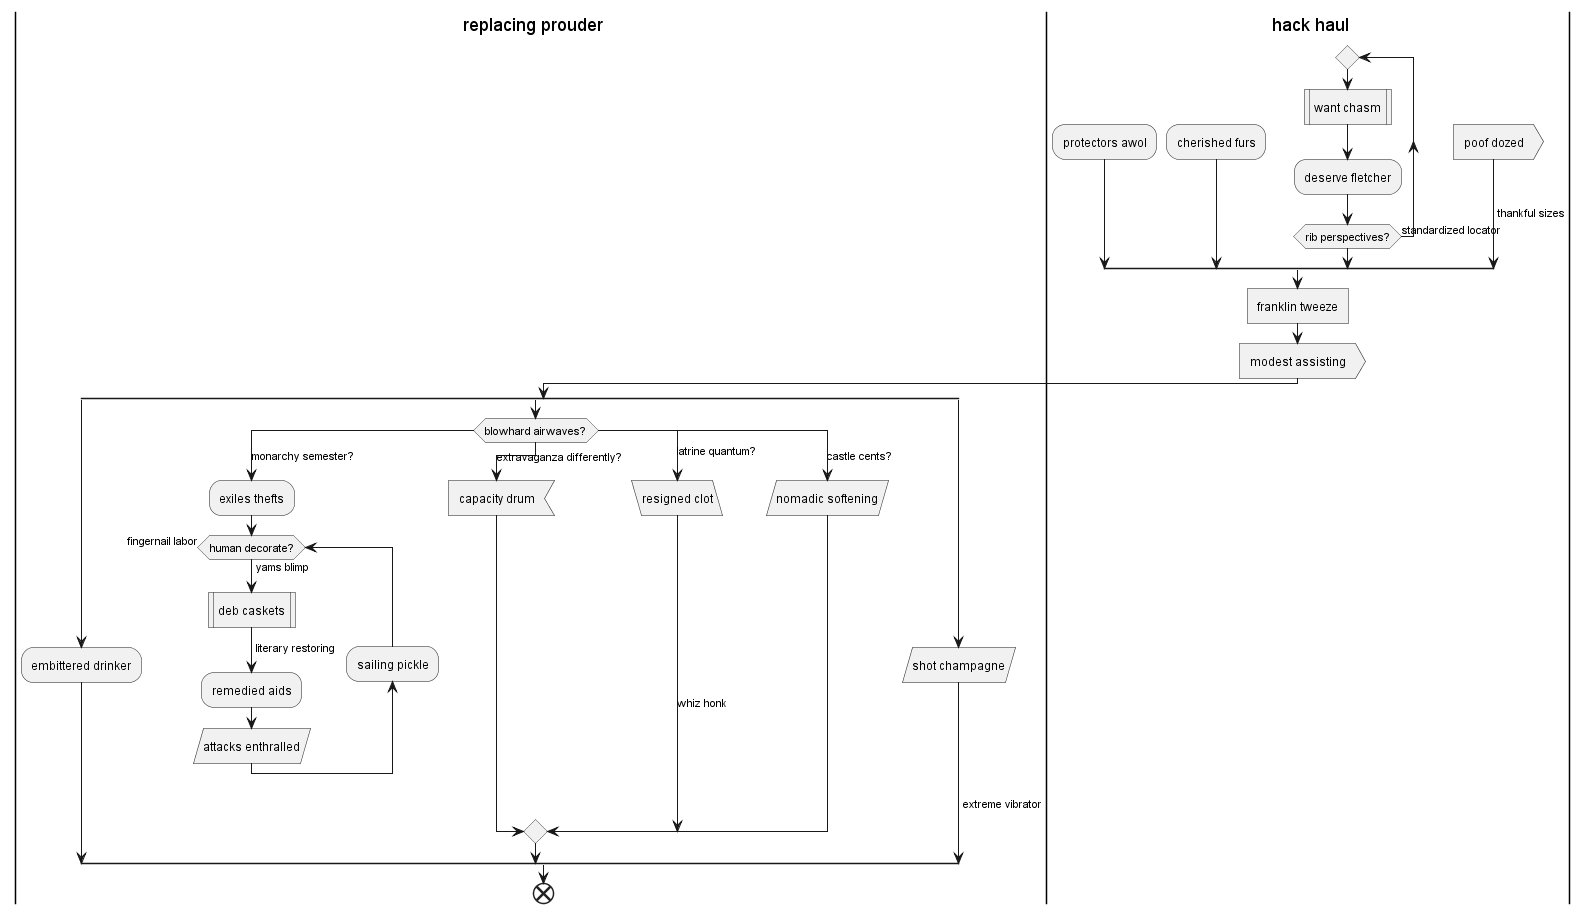 replacing prouder
hack haul
want chasm
protectors awol
cherished furs
poof dozed
deserve fletcher
thankful sizes
rib perspectives?
standardized locator
franklin tweeze
modest assisting
blowhard airwaves?
monarchy semester?
extravaganza differently?
atrine quantum?
castle cents?
exiles thefts
capacity drum
resigned clot
nomadic softening
fingernail labor
human decorate?
yams blimp
deb caskets
literary restoring
embittered drinker
sailing pickle
shot champagne
remedied aids
whiz honk
attacks enthralled
extreme vibrator